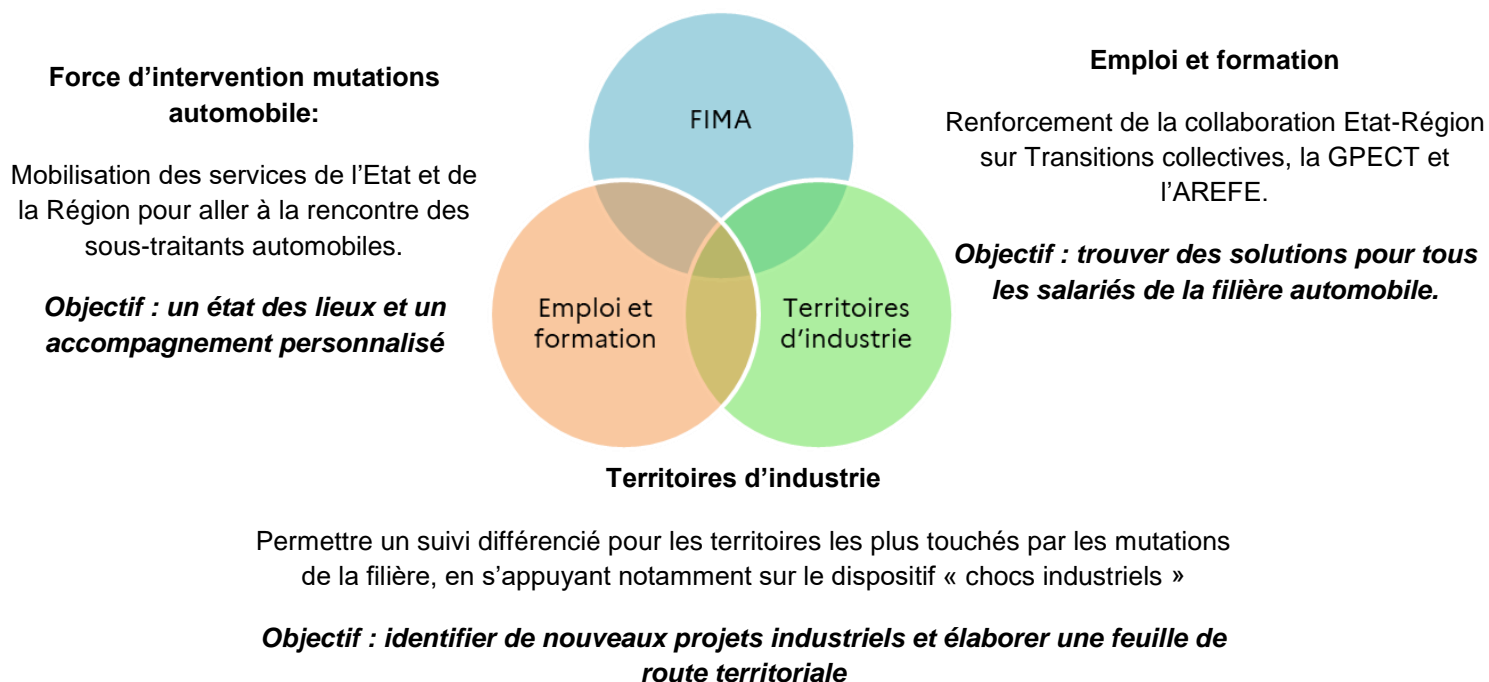 Force d’intervention mutations
automobile:
Mobilisation des services de l’Etat et de
la Région pour aller à la rencontre des
sous-traitants automobiles.
Objectif : un état des lieux et un
accompagnement personnalisé
FIMA
Emploi et
formation
Territoires
d’industrie
Emploi et formation
Renforcement de la collaboration Etat-Région
sur Transitions collectives, la GPECT et
l’AREFE.
Objectif : trouver des solutions pour tous
les salariés de la filière automobile.
Territoires d’industrie
Permettre un suivi différencié pour les territoires les plus touchés par les mutations
de la filière, en s’appuyant notamment sur le dispositif « chocs industriels »
Objectif : identifier de nouveaux projets industriels et élaborer une feuille de
route territoriale